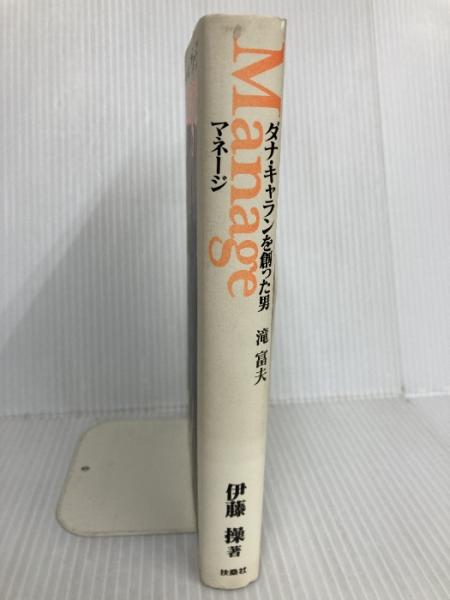 Manage
マネージ
ダナ・キャランを創った男 滝 富夫
伊藤 操 著
扶桑社